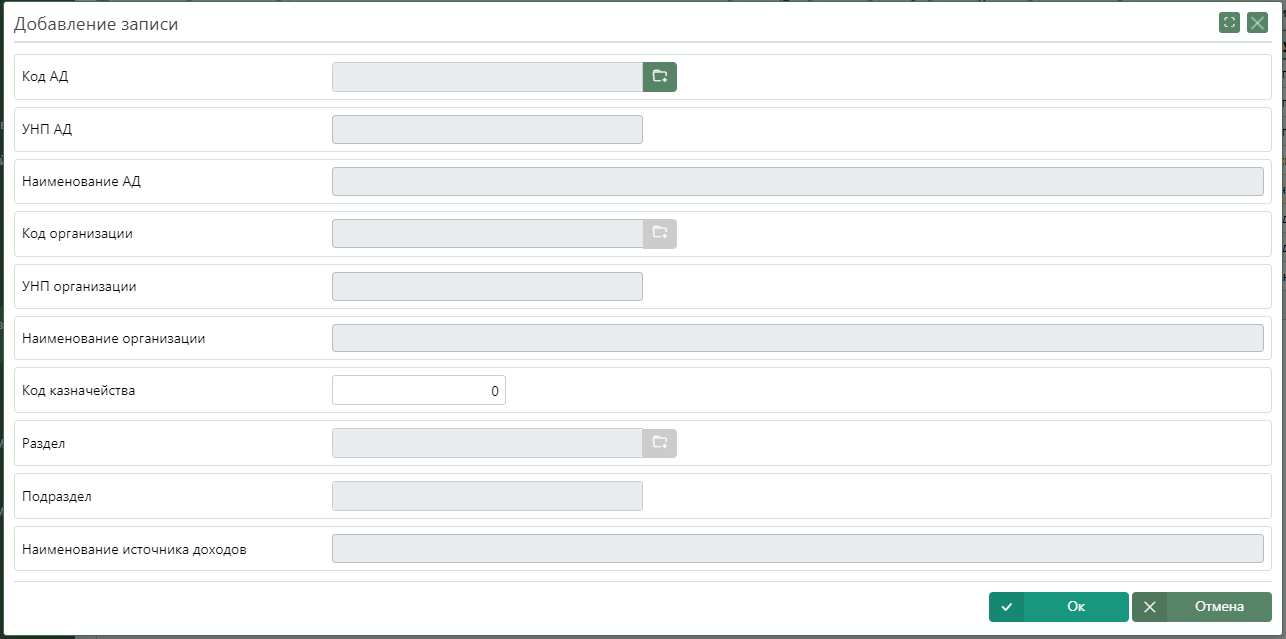 Добавление записи
Код АД
УНП АД
Наименование АД
Код организации
УНП организации
Наименование организации
Код казначейства 0
Раздел
Подраздел
Наименование источника доходов
Ок Отмена